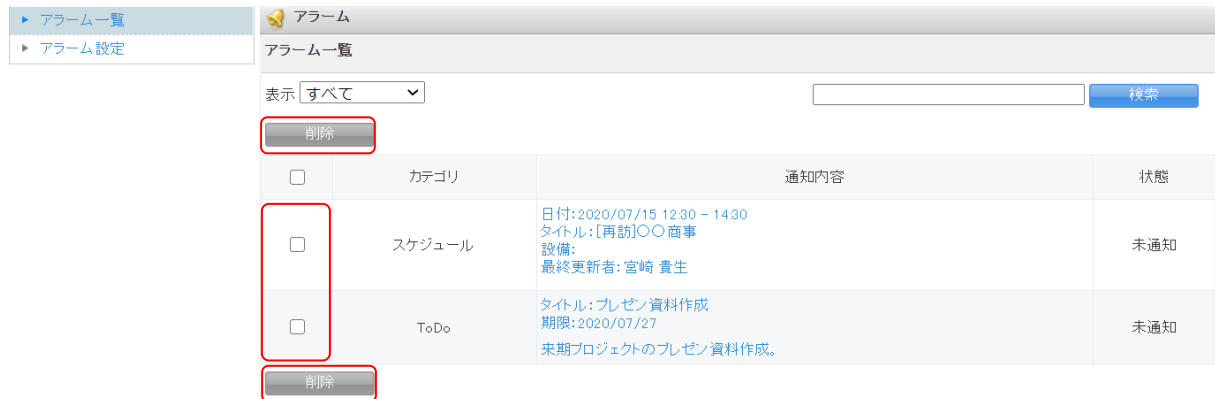 アラーム一覧
アラーム設定
アラーム
アラーム一覧
表示 すべて
検索
削除
カテゴリ 通知内容 状態
スケジュール
日付:2020/07/15 12:30 - 14:30
タイトル:[再訪]○○商事
設備:
最終更新者:宮崎 貴生
未通知
ToDo
タイトル:プレゼン資料作成
期限:2020/07/27
来期プロジェクトのプレゼン資料作成。
未通知
削除